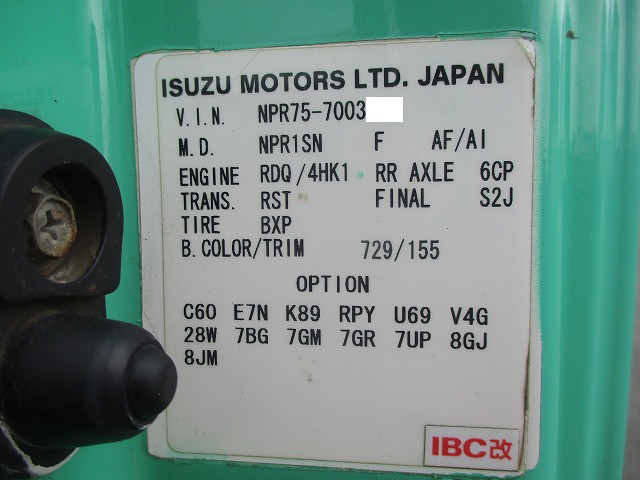 ISUZU MOTORS LTD. JAPAN
V.I.N. NPR75-7003
M.D. NPR1SN F AF/AI
ENGINE RDQ/4HK1 RR AXLE 6CP
TRANS. RST FINAL S2J
TIRE BXP
B.COLOR/TRIM 729/155
OPTION
C60 E7N K89 RPY U69 V4G
28W 7BG 7GM 7GR 7UP 8GJ
8JM
IBC改